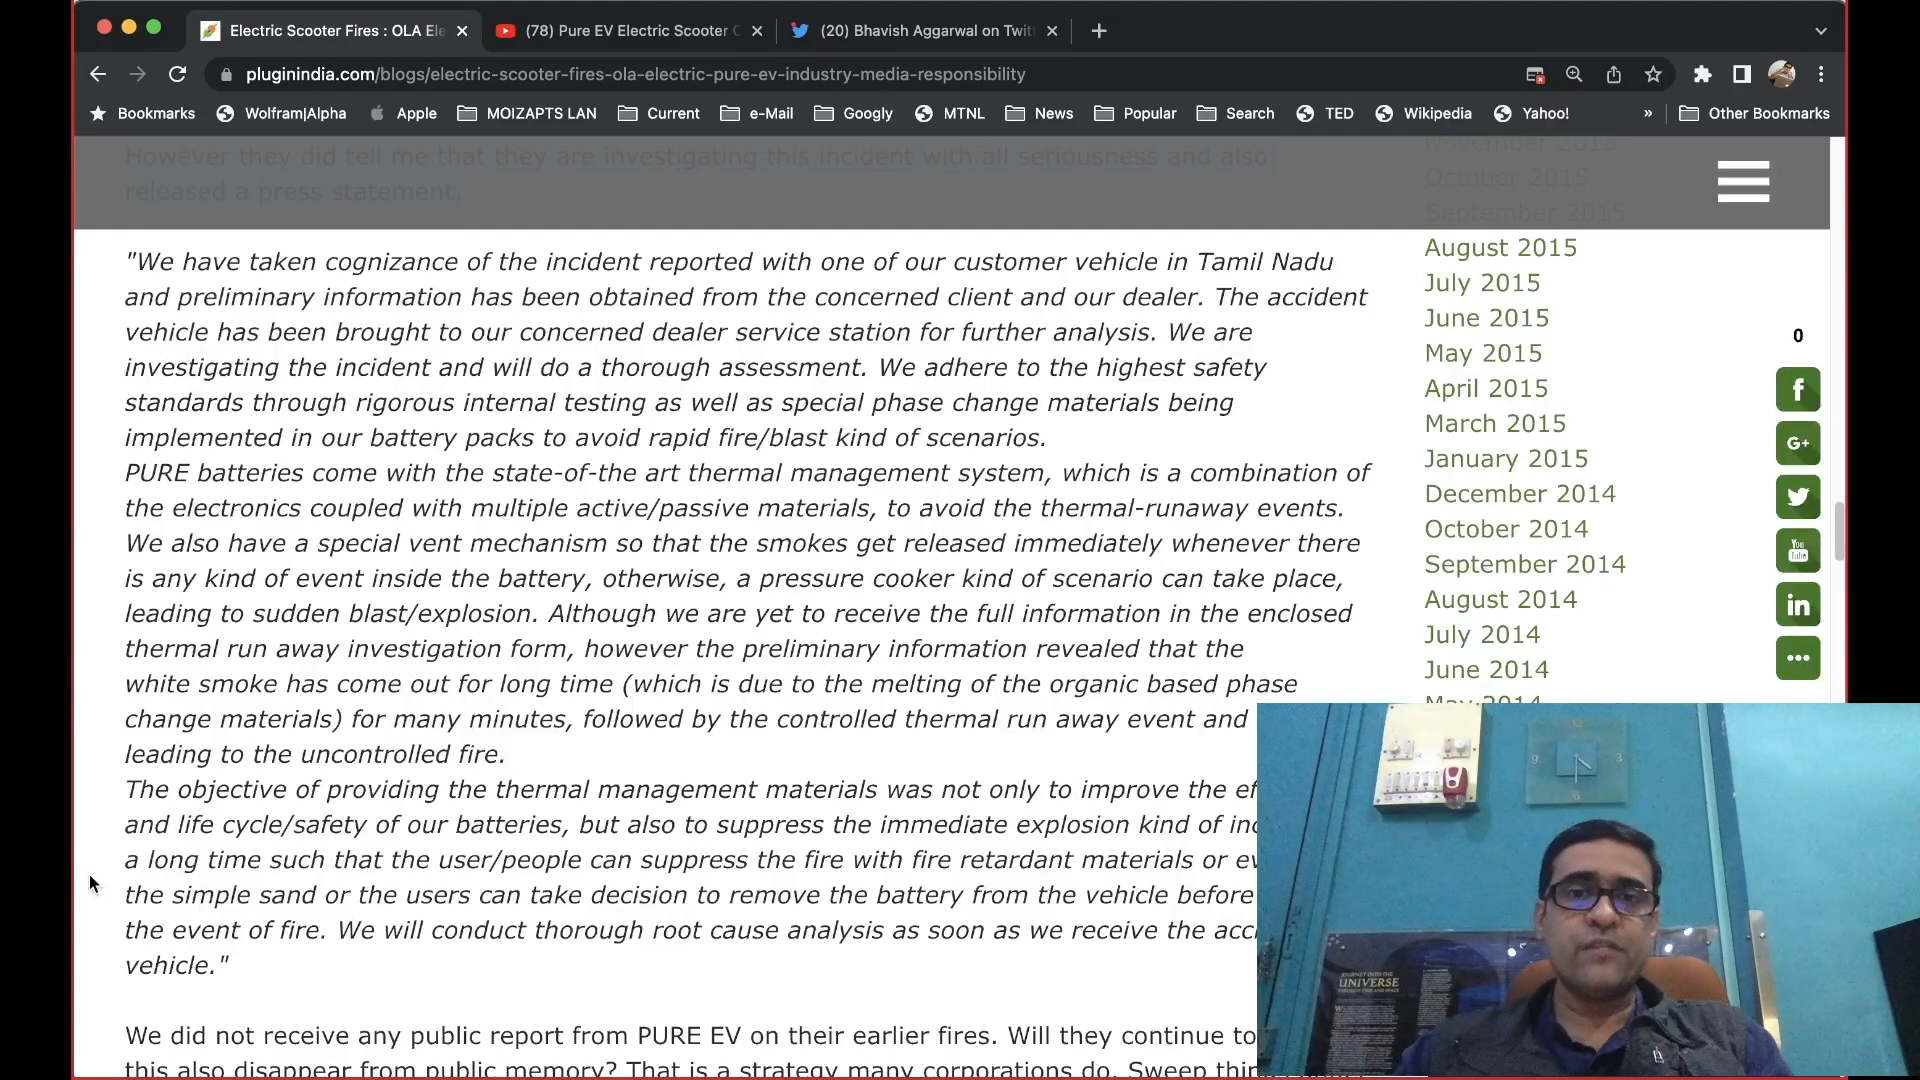 Electric Scooter Fires : OLA Ele
(78) Pure EV Electric Scooter
(20) Bhavish Aggarwal on Twit
pluginindia.com/blogs/electric-scooter-fires-ola-electric-pure-ev-industry-media-responsibility
Bookmarks Wolfram|Alpha Apple MOIZAPTS LAN Current e-Mail Googly MTNL News Popular Search TED Wikipedia Yahoo! » Other Bookmarks
However they did tell me that they are investigating this incident with all seriousness and also
released a press statement.
"We have taken cognizance of the incident reported with one of our customer vehicle in Tamil Nadu
and preliminary information has been obtained from the concerned client and our dealer. The accident
vehicle has been brought to our concerned dealer service station for further analysis. We are
investigating the incident and will do a thorough assessment. We adhere to the highest safety
standards through rigorous internal testing as well as special phase change materials being
implemented in our battery packs to avoid rapid fire/blast kind of scenarios.
PURE batteries come with the state-of-the art thermal management system, which is a combination of
the electronics coupled with multiple active/passive materials, to avoid the thermal-runaway events.
We also have a special vent mechanism so that the smokes get released immediately whenever there
is any kind of event inside the battery, otherwise, a pressure cooker kind of scenario can take place,
leading to sudden blast/explosion. Although we are yet to receive the full information in the enclosed
thermal run away investigation form, however the preliminary information revealed that the
white smoke has come out for long time (which is due to the melting of the organic based phase
change materials) for many minutes, followed by the controlled thermal run away event and
leading to the uncontrolled fire.
The objective of providing the thermal management materials was not only to improve the ef
and life cycle/safety of our batteries, but also to suppress the immediate explosion kind of inc
a long time such that the user/people can suppress the fire with fire retardant materials or ev
the simple sand or the users can take decision to remove the battery from the vehicle before
the event of fire. We will conduct thorough root cause analysis as soon as we receive the acc
vehicle."
We did not receive any public report from PURE EV on their earlier fires. Will they continue to
this also disappear from public memory? That is a strategy many corporations do. Sweep thin
November 2015
October 2015
September 2015
August 2015
July 2015
June 2015
May 2015
April 2015
March 2015
January 2015
December 2014
October 2014
September 2014
August 2014
July 2014
June 2014
May 2014
0
f
G+
You
Tube
in
12
9
3
6
JOURNEY INTO THE
UNIVERSE
THROUGH TIME AND SPACE